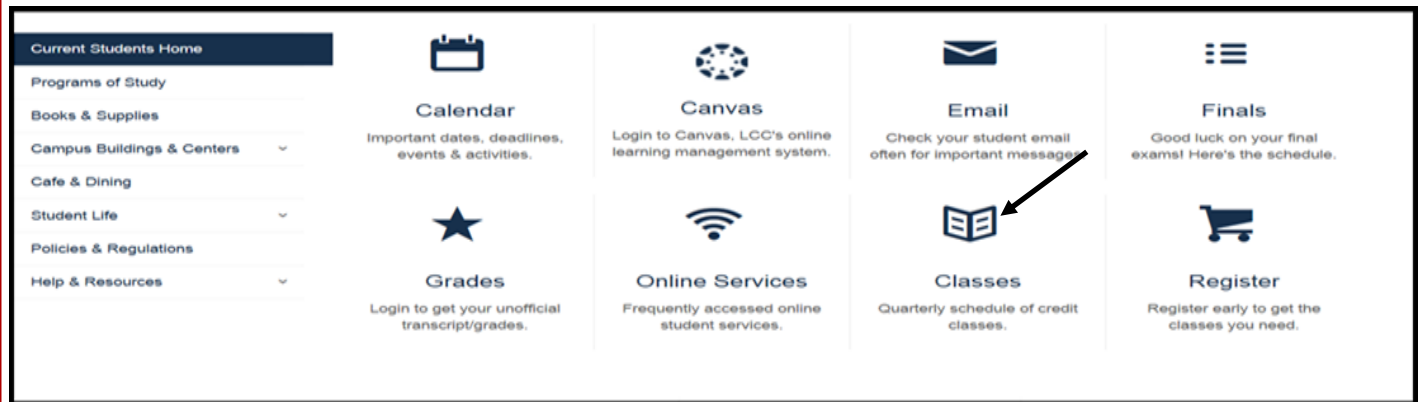 Current Students Home
Programs of Study
Books & Supplies
Campus Buildings & Centers
Cafe & Dining
Student Life
Policies & Regulations
Help & Resources
Calendar
Important dates, deadlines,
events & activities.
Canvas
Login to Canvas, LCC's online
learning management system.
Email
Check your student email
often for important messages
Finals
Good luck on your final
exams! Here's the schedule.
Grades
Login to get your unofficial
transcript/grades.
Online Services
Frequently accessed online
student services.
Classes
Quarterly schedule of credit
classes.
Register
Register early to get the
classes you need.